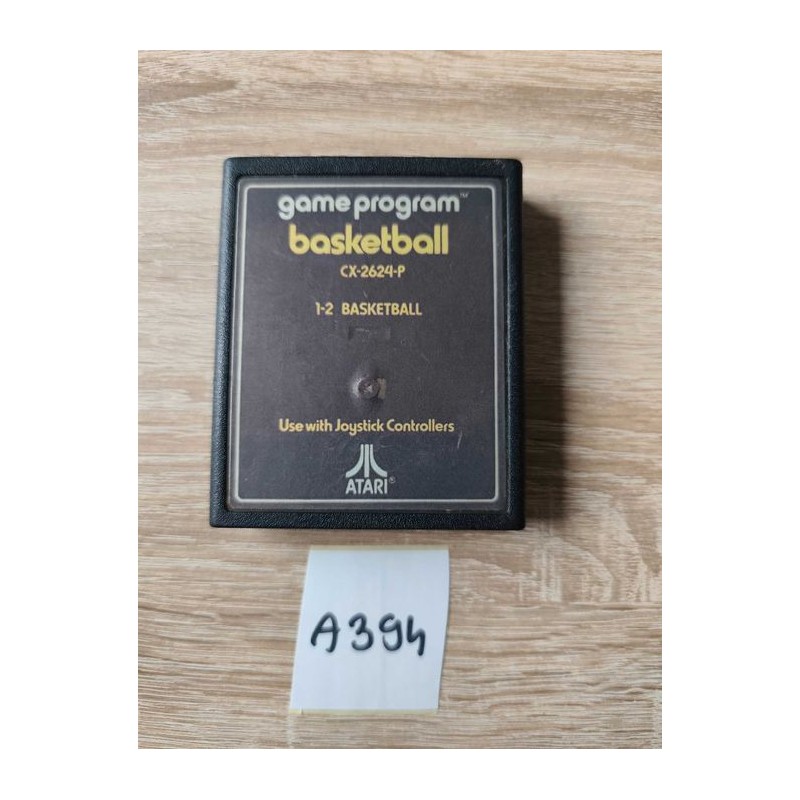 game program™
basketball
CX-2624-P
1-2 BASKETBALL
Use with Joystick Controllers
ATARI®
A394